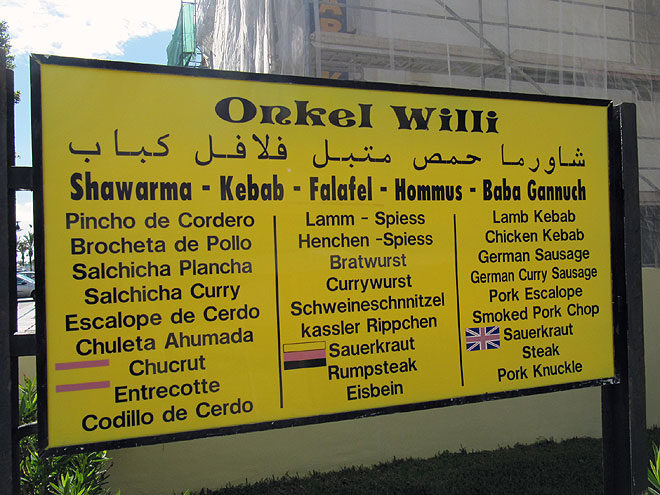 Onkel Willi
شاورما حمص متبل فلافل كباب
Shawarma - Kebab - Falafel - Hommus - Baba Gannuch
Pincho de Cordero
Brocheta de Pollo
Salchicha Plancha
Salchicha Curry
Escalope de Cerdo
Chuleta Ahumada
Chucrut
Entrecotte
Codillo de Cerdo
Lamm - Spiess
Henchen -Spiess
Bratwurst
Currywurst
Schweineschnnitzel
kassler Rippchen
Sauerkraut
Rumpsteak
Eisbein
Lamb Kebab
Chicken Kebab
German Sausage
German Curry Sausage
Pork Escalope
Smoked Pork Chop
Sauerkraut
Steak
Pork Knuckle